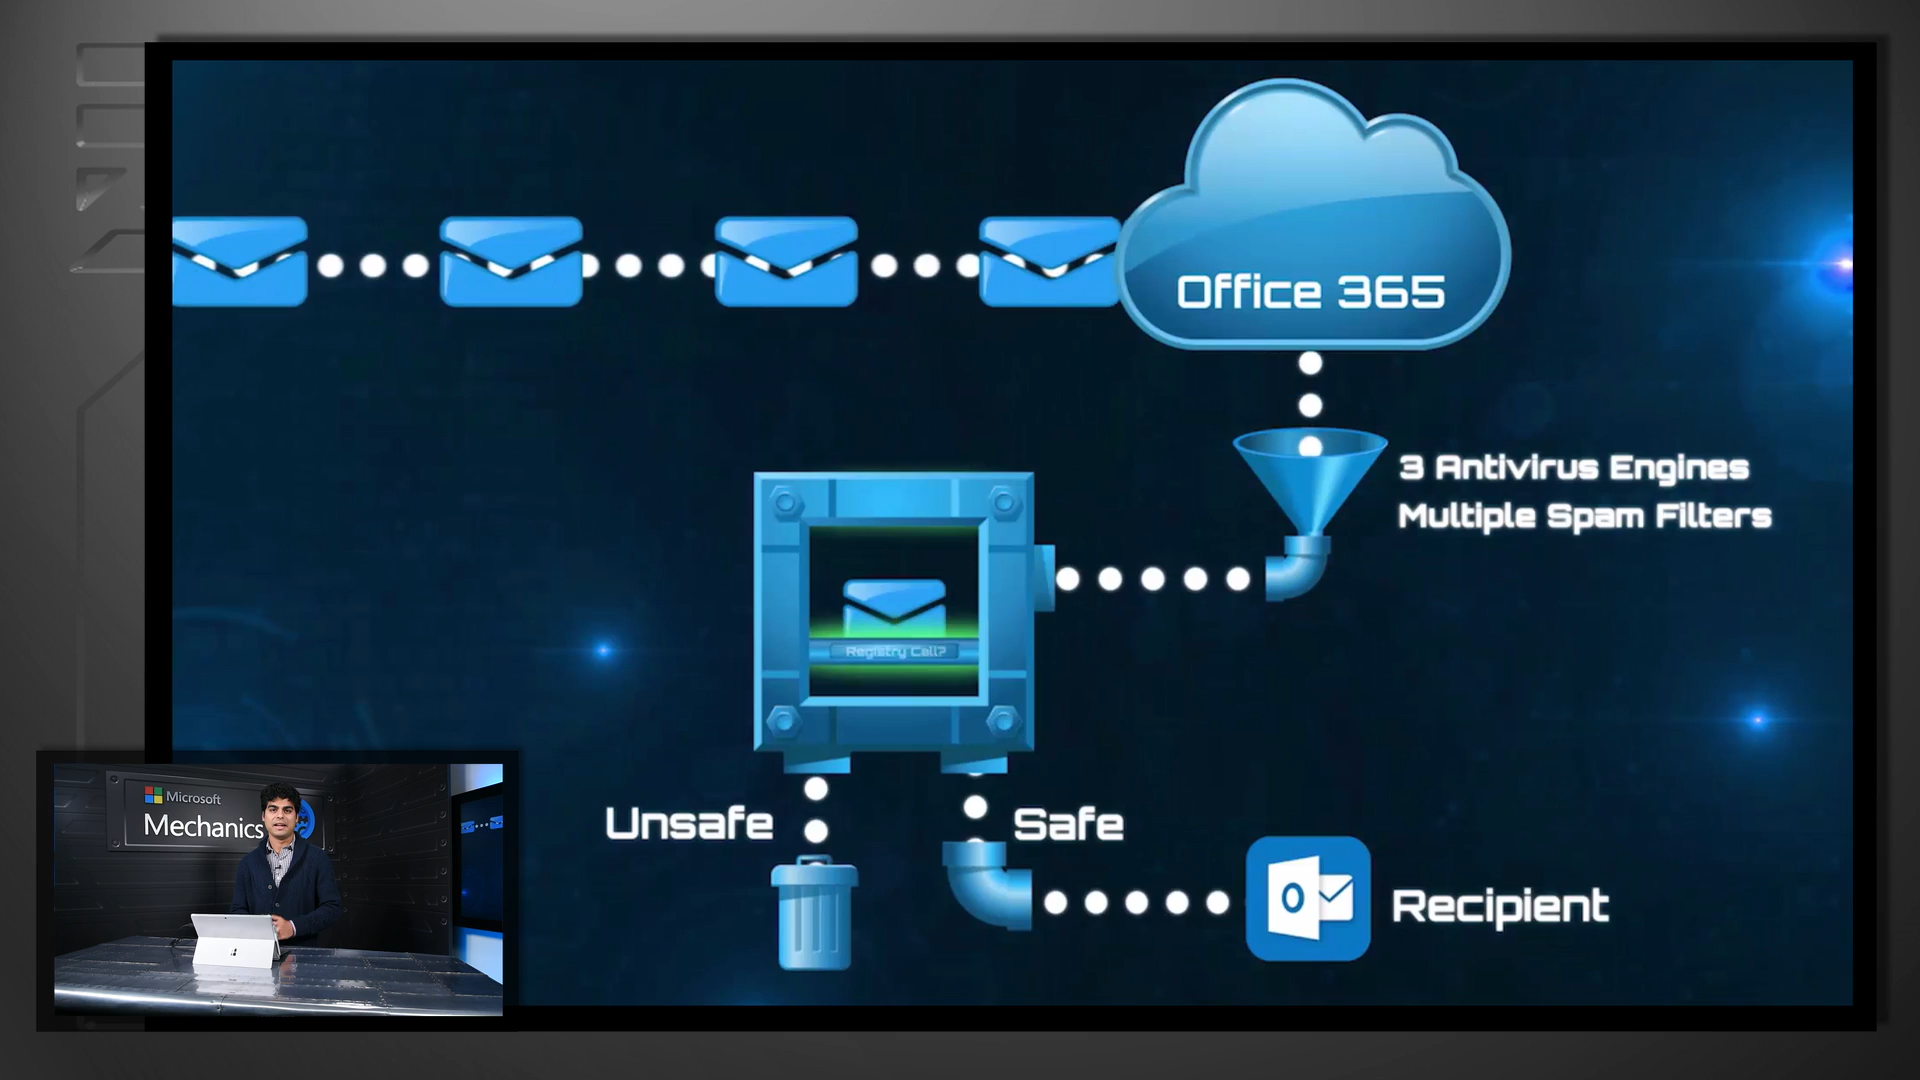 Office 365
3 Antivirus Engines
Multiple Spam Filters
Registry Call?
Unsafe
Safe
Recipient
Microsoft
Mechanics